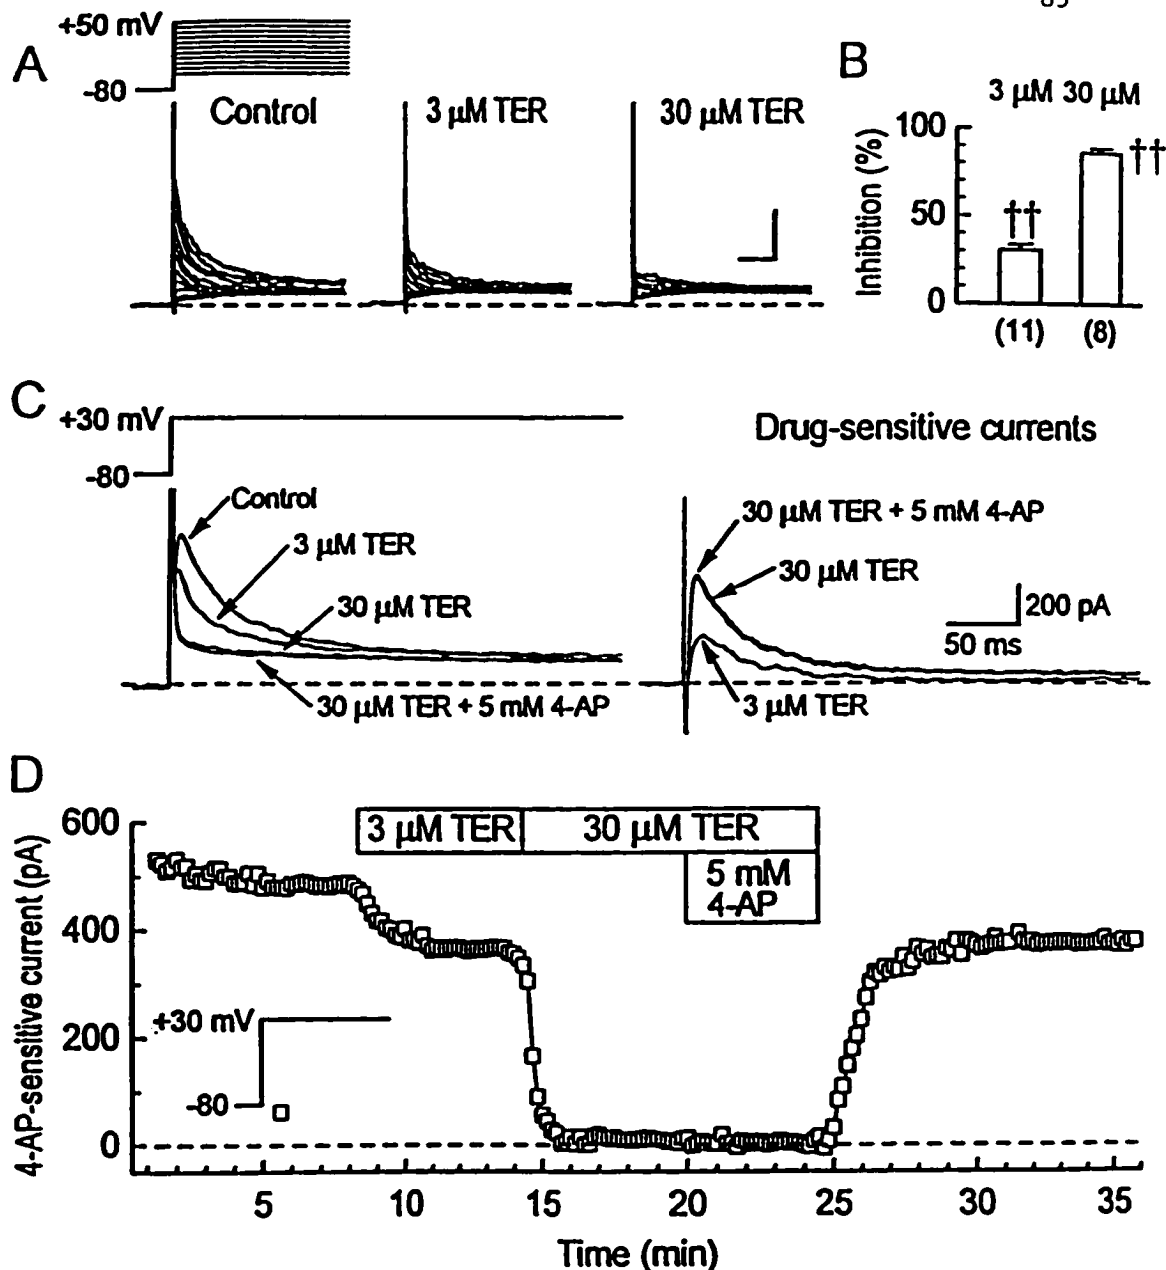 A
+50 mV
-80
Control
3 µM TER
30 µM TER
B
3 µM 30 µM
Inhibition (%)
100
50
0
††
††
(11)
(8)
C
+30 mV
-80
Control
3 µM TER
30 µM TER
30 µM TER + 5 mM 4-AP
Drug-sensitive currents
30 µM TER + 5 mM 4-AP
30 µM TER
3 µM TER
200 pA
50 ms
D
4-AP-sensitive current (pA)
600
400
200
0
3 µM TER
30 µM TER
5 mM
4-AP
+30 mV
-80
5
10
15
20
25
30
35
Time (min)